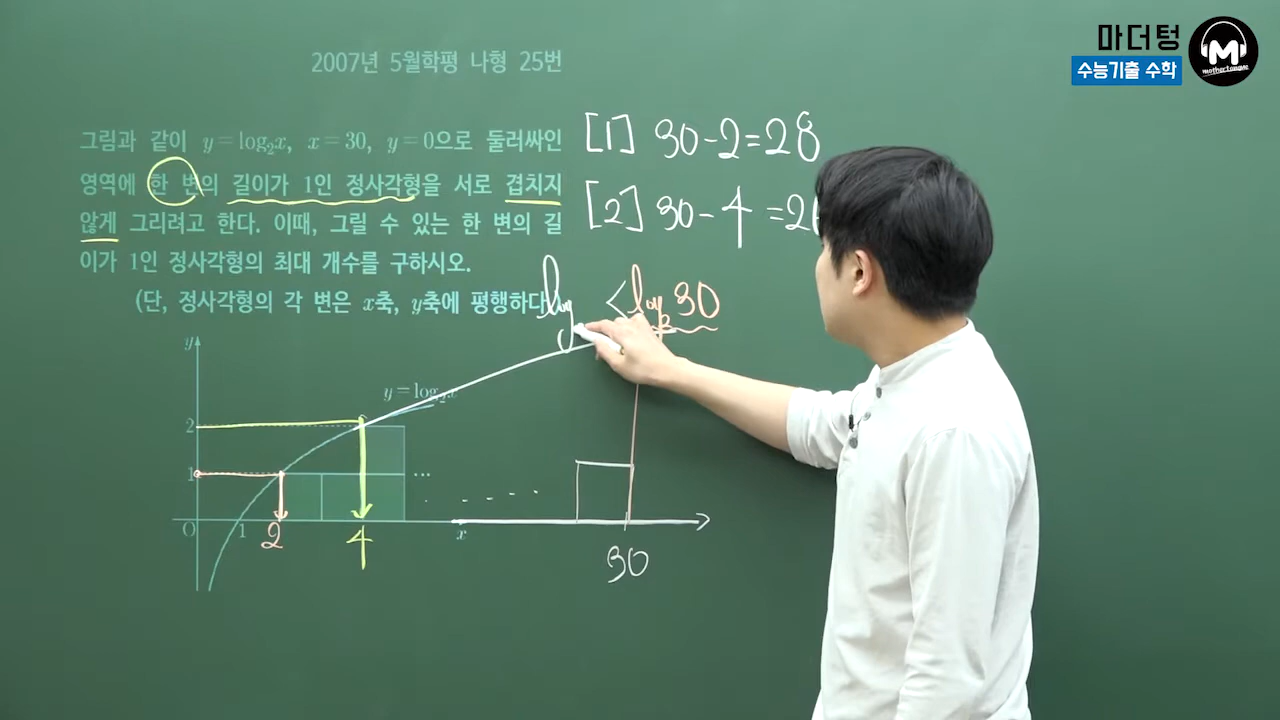 마더텅
수능기출 수학
M
mothertongue
2007년 5월학평 나형 25번
그림과 같이 y=log₂x, x=30, y=0으로 둘러싸인
영역에 한 변의 길이가 1인 정사각형을 서로 겹치지
않게 그리려고 한다. 이때, 그릴 수 있는 한 변의 길
이가 1인 정사각형의 최대 개수를 구하시오.
(단, 정사각형의 각 변은 x축, y축에 평행하다
[1] 30-2=28
[2] 30-4=2
log < log₂30
y
y=log₂x
2
1
...
O 1 2 4 x 30